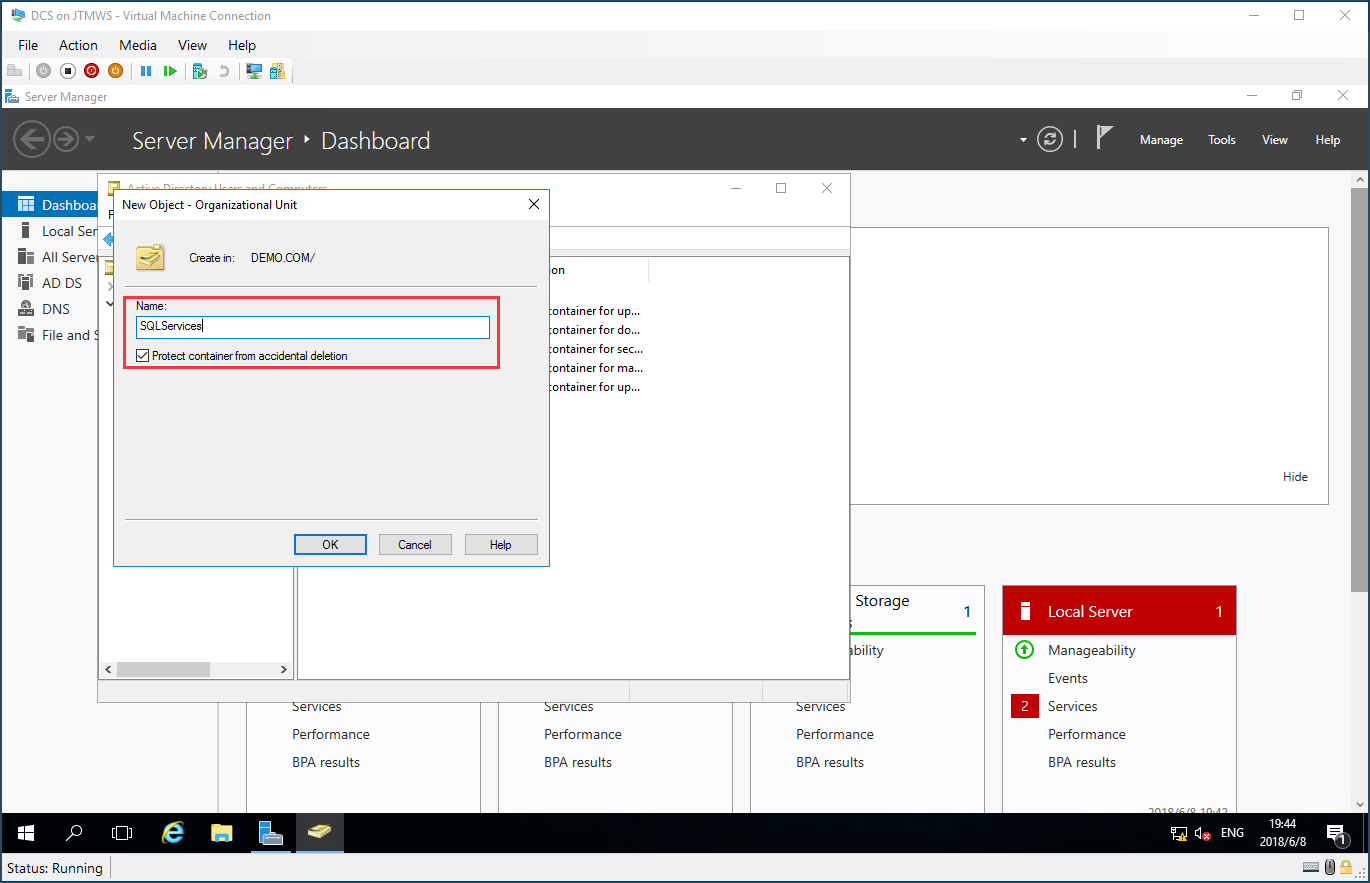 DCS on JTMWS - Virtual Machine Connection
File Action Media View Help
Server Manager
Server Manager Dashboard
Manage Tools View Help
Dashboa
Local Ser
All Server
AD DS
DNS
File and S
Active Directory Users and Computers
New Object - Organizational Unit
Create in: DEMO.COM/
Name:
SQLServices
Protect container from accidental deletion
OK Cancel Help
ion
container for up...
container for do...
container for sec...
container for ma...
container for up...
Hide
Storage 1
ability
Services
Performance
BPA results
Services
Performance
BPA results
Services
Performance
BPA results
Local Server 1
Manageability
Events
2 Services
Performance
BPA results
2018/6/8 19:42
ENG
19:44
2018/6/8
1
Status: Running